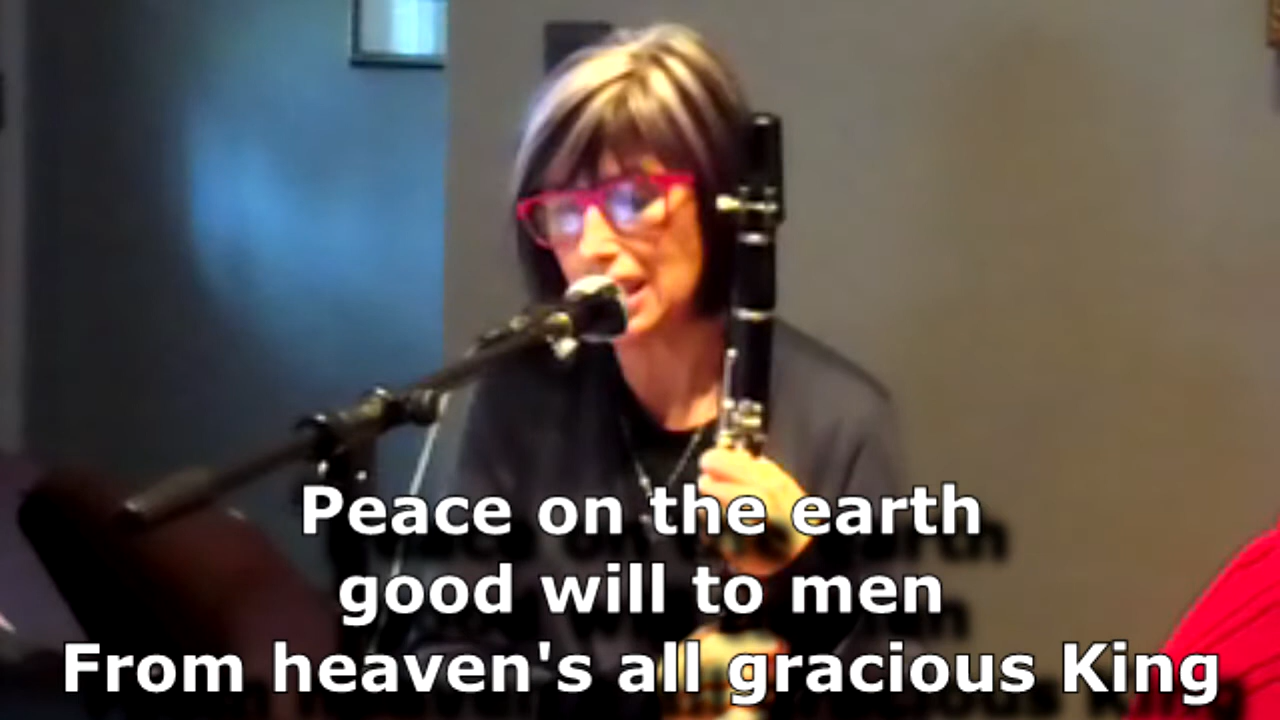 Peace on the earth
good will to men
From heaven's all gracious King